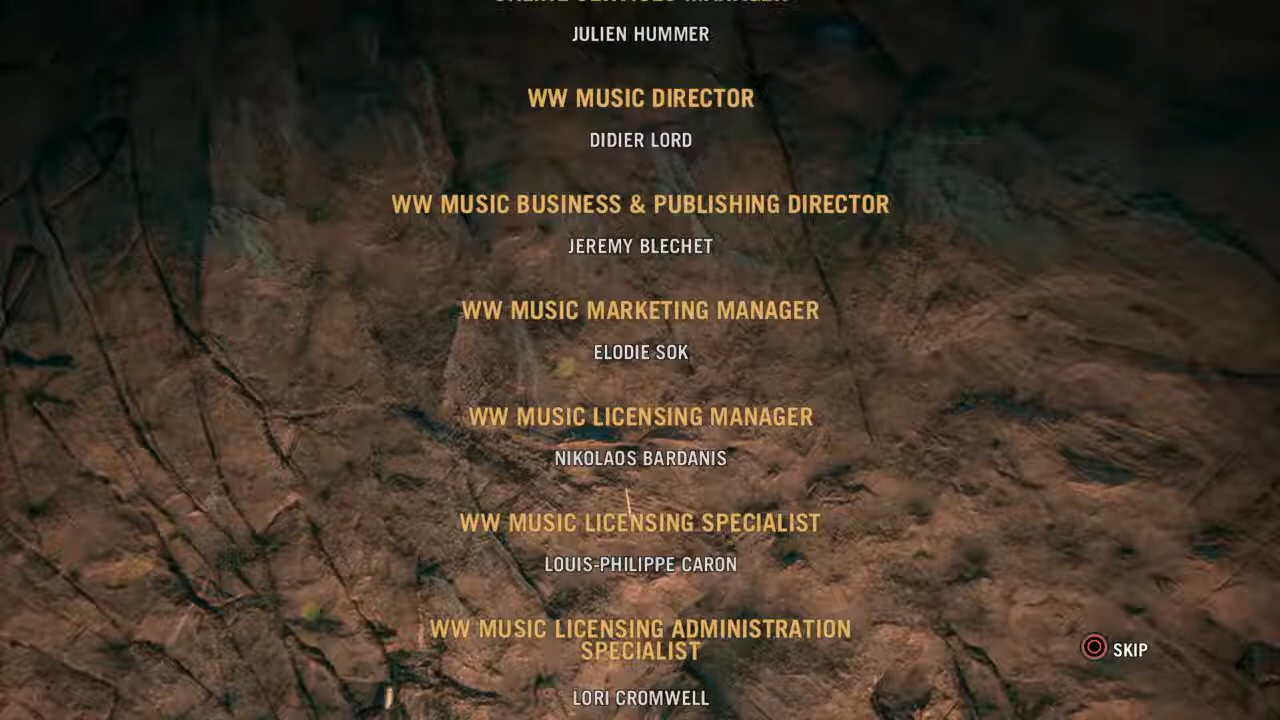 JULIEN HUMMER
WW MUSIC DIRECTOR
DIDIER LORD
WW MUSIC BUSINESS & PUBLISHING DIRECTOR
JEREMY BLECHET
WW MUSIC MARKETING MANAGER
ELODIE SOK
WW MUSIC LICENSING MANAGER
NIKOLAOS BARDANIS
WW MUSIC LICENSING SPECIALIST
LOUIS-PHILIPPE CARON
WW MUSIC LICENSING ADMINISTRATION
SPECIALIST
SKIP
LORI CROMWELL